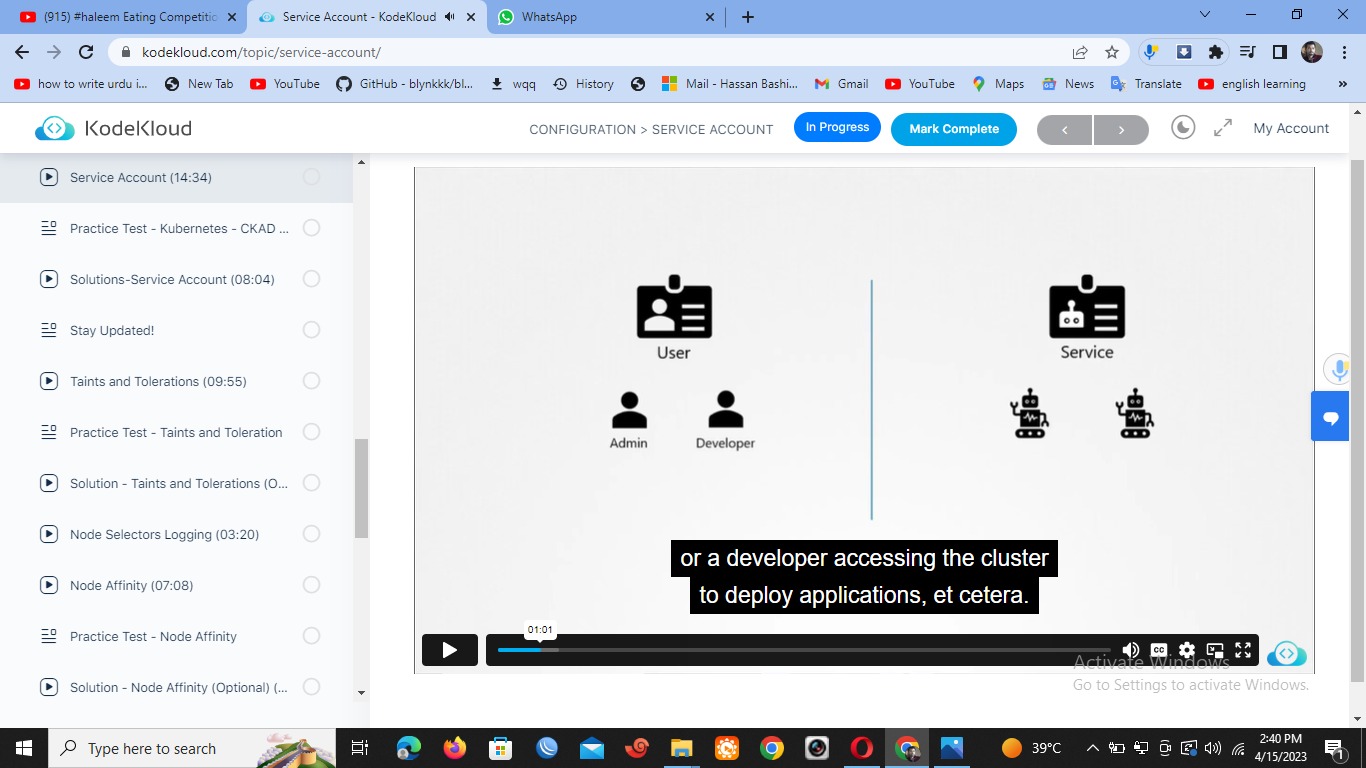 (915) #haleem Eating Competitio
Service Account - KodeKloud
WhatsApp
kodekloud.com/topic/service-account/
how to write urdu i...
New Tab
YouTube
GitHub - blynkkk/bl...
wqq
History
Mail - Hassan Bashi...
Gmail
YouTube
Maps
News
Translate
english learning
»
KodeKloud
CONFIGURATION > SERVICE ACCOUNT
In Progress
Mark Complete
My Account
Service Account (14:34)
Practice Test - Kubernetes - CKAD ...
Solutions-Service Account (08:04)
Stay Updated!
Taints and Tolerations (09:55)
Practice Test - Taints and Toleration
Solution - Taints and Tolerations (O...
Node Selectors Logging (03:20)
Node Affinity (07:08)
Practice Test - Node Affinity
Solution - Node Affinity (Optional) (...
User
Admin
Developer
Service
or a developer accessing the cluster
to deploy applications, et cetera.
01:01
CC
Activate Windows
Go to Settings to activate Windows.
Type here to search
39°C
2:40 PM
4/15/2023
1